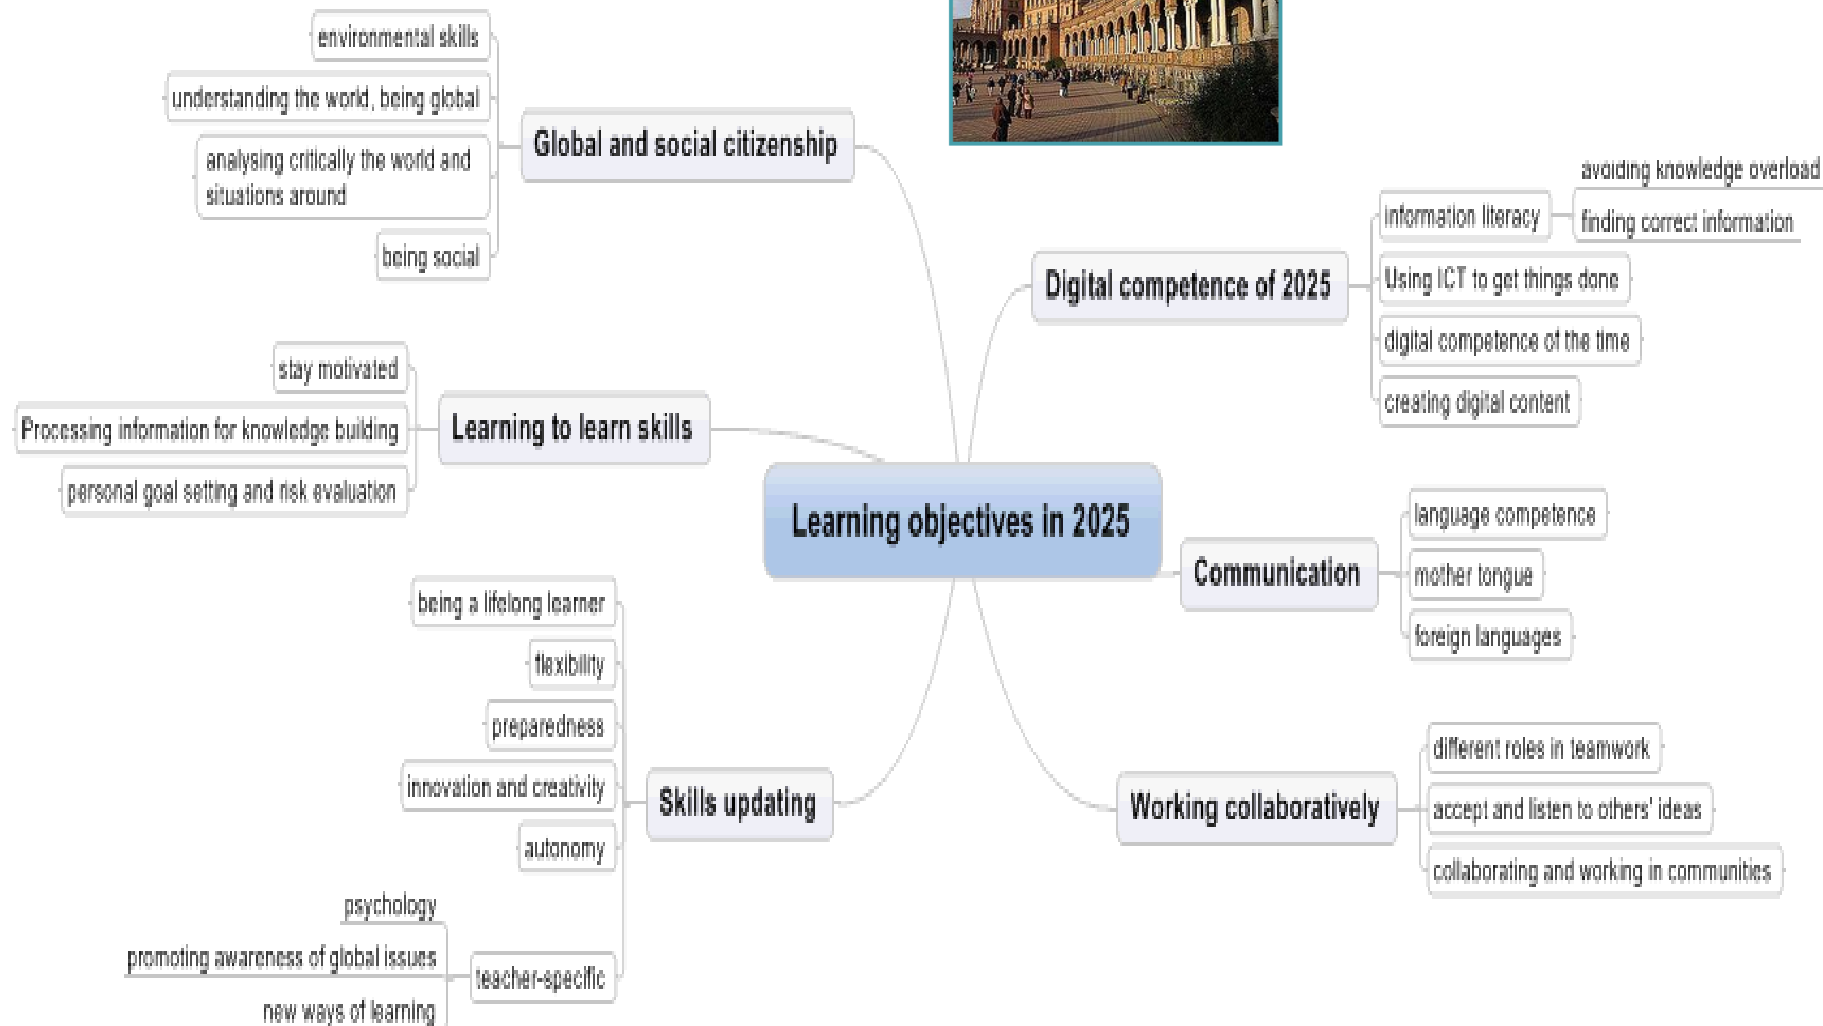 environmental skills
understanding the world, being global
analysing critically the world and
situations around
being social
Global and social citizenship
stay motivated
Processing information for knowledge building
personal goal setting and risk evaluation
Learning to learn skills
being a lifelong learner
flexibility
preparedness
innovation and creativity
autonomy
psychology
promoting awareness of global issues
new ways of learning
teacher-specific
Skills updating
Learning objectives in 2025
Digital competence of 2025
information literacy
avoiding knowledge overload
finding correct information
Using ICT to get things done
digital competence of the time
creating digital content
Communication
language competence
mother tongue
foreign languages
Working collaboratively
different roles in teamwork
accept and listen to others' ideas
collaborating and working in communities